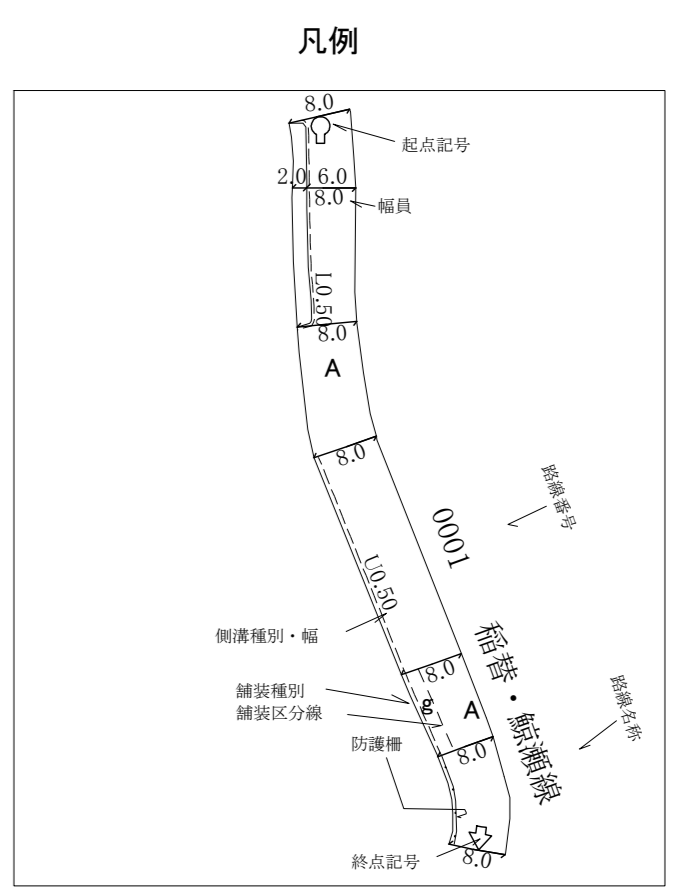 凡例
8.0
起点記号
2.0 6.0
8.0
幅員
L0.50
8.0
A
8.0
路線番号
0001
U0.50
側溝種別・幅
稲替・鯨瀬線
8.0
路線名称
舗装種別
g
A
舗装区分線
防護柵
8.0
終点記号
8.0